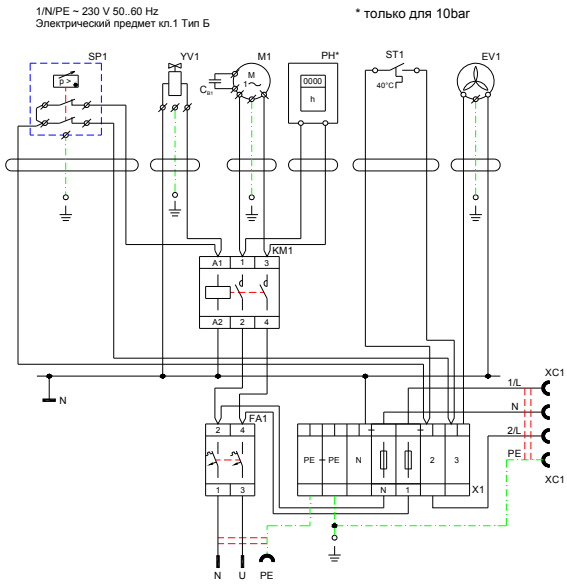 1/N/PE ~ 230 V 50..60 Hz
Электрический предмет кл.1 Тип Б
* только для 10bar
SP1
YV1
M1
PH*
ST1
EV1
p >
CB1
M
1 ~
0000
h
40°C
KM1
A1 1 3
A2 2 4
N
XC1
1/L
N
2/L
PE
XC1
FA1
2 4
1 3
PE PE N 2 3
N 1
X1
N U PE